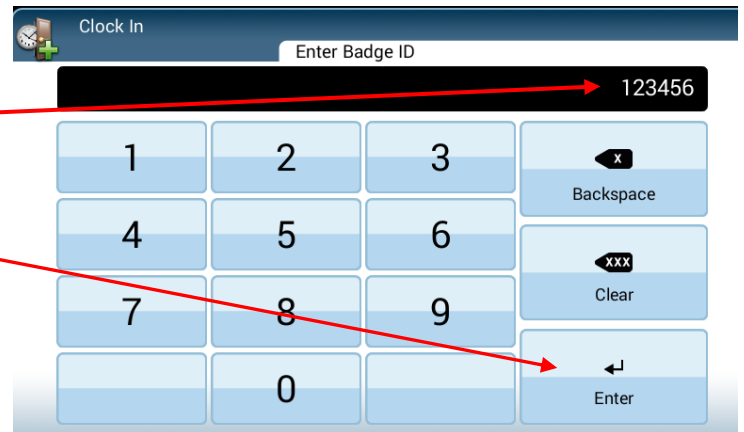 Clock In
Enter Badge ID
123456
1 2 3
X
Backspace
4 5 6
XXX
Clear
7 8 9
0
Enter